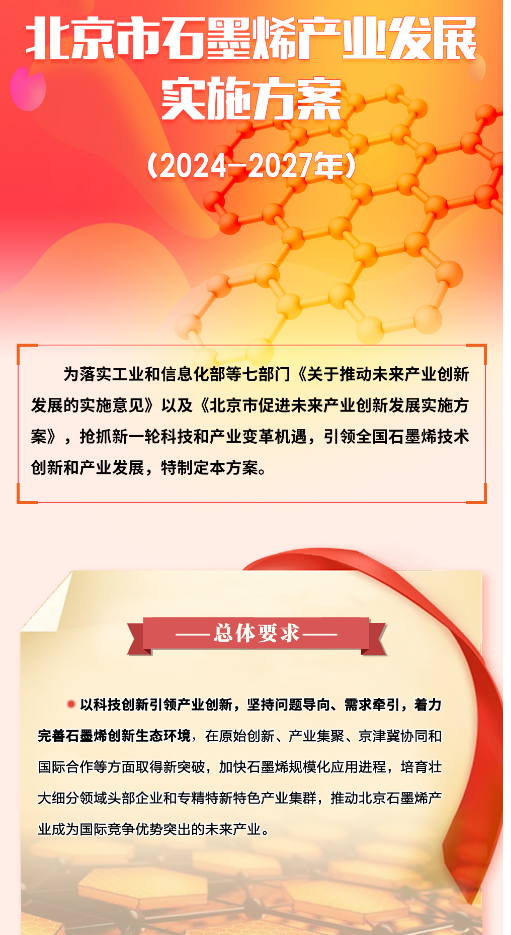 北京市石墨烯产业发展
实施方案
（2024—2027年）
为落实工业和信息化部等七部门《关于推动未来产业创新
发展的实施意见》以及《北京市促进未来产业创新发展实施方
案》，抢抓新一轮科技和产业变革机遇，引领全国石墨烯技术
创新和产业发展，特制定本方案。
——总体要求——
以科技创新引领产业创新，坚持问题导向、需求牵引，着力
完善石墨烯创新生态环境，在原始创新、产业集聚、京津冀协同和
国际合作等方面取得新突破，加快石墨烯规模化应用进程，培育壮
大细分领域头部企业和专精特新特色产业集群，推动北京石墨烯产
业成为国际竞争优势突出的未来产业。